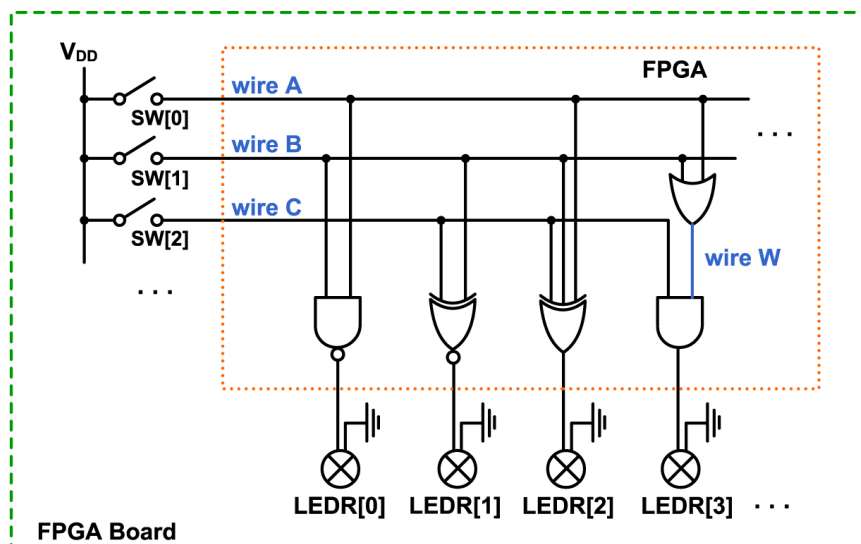 V_DD
FPGA
wire A
SW[0]
. . .
wire B
SW[1]
wire C
SW[2]
wire W
. . .
LEDR[0] LEDR[1] LEDR[2] LEDR[3] . . .
FPGA Board